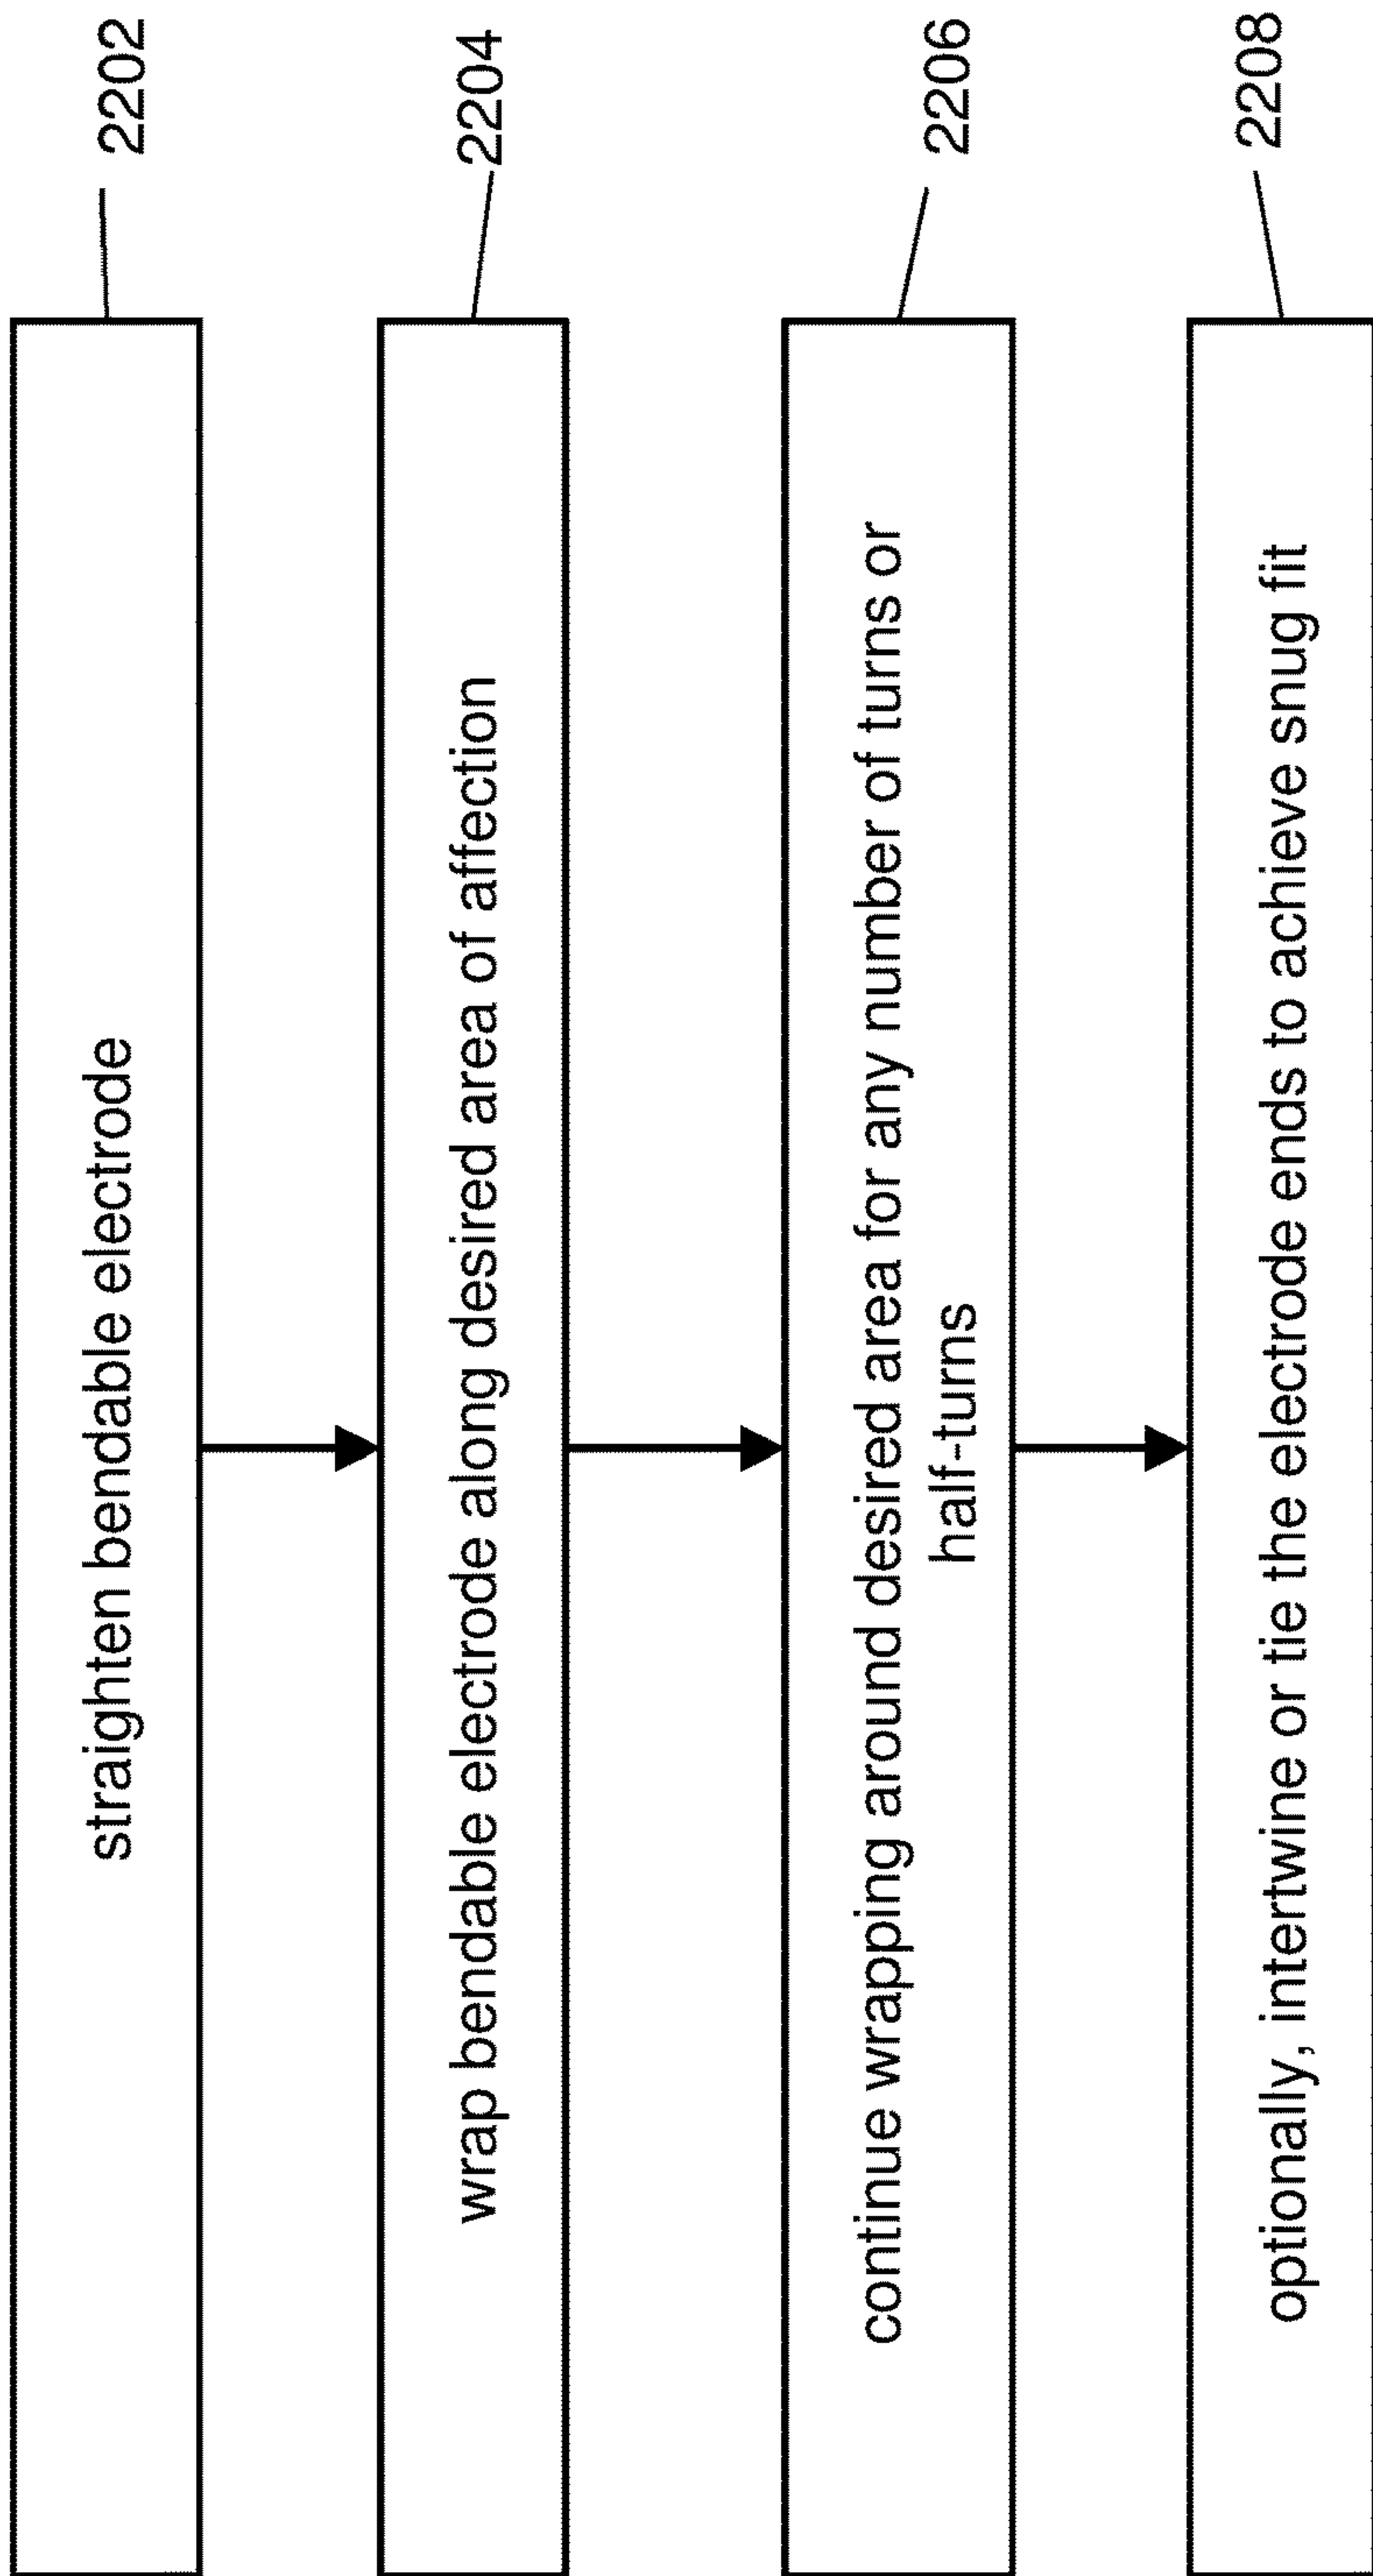 straighten bendable electrode
2202
wrap bendable electrode along desired area of affection
2204
continue wrapping around desired area for any number of turns or
half-turns
2206
optionally, intertwine or tie the electrode ends to achieve snug fit
2208